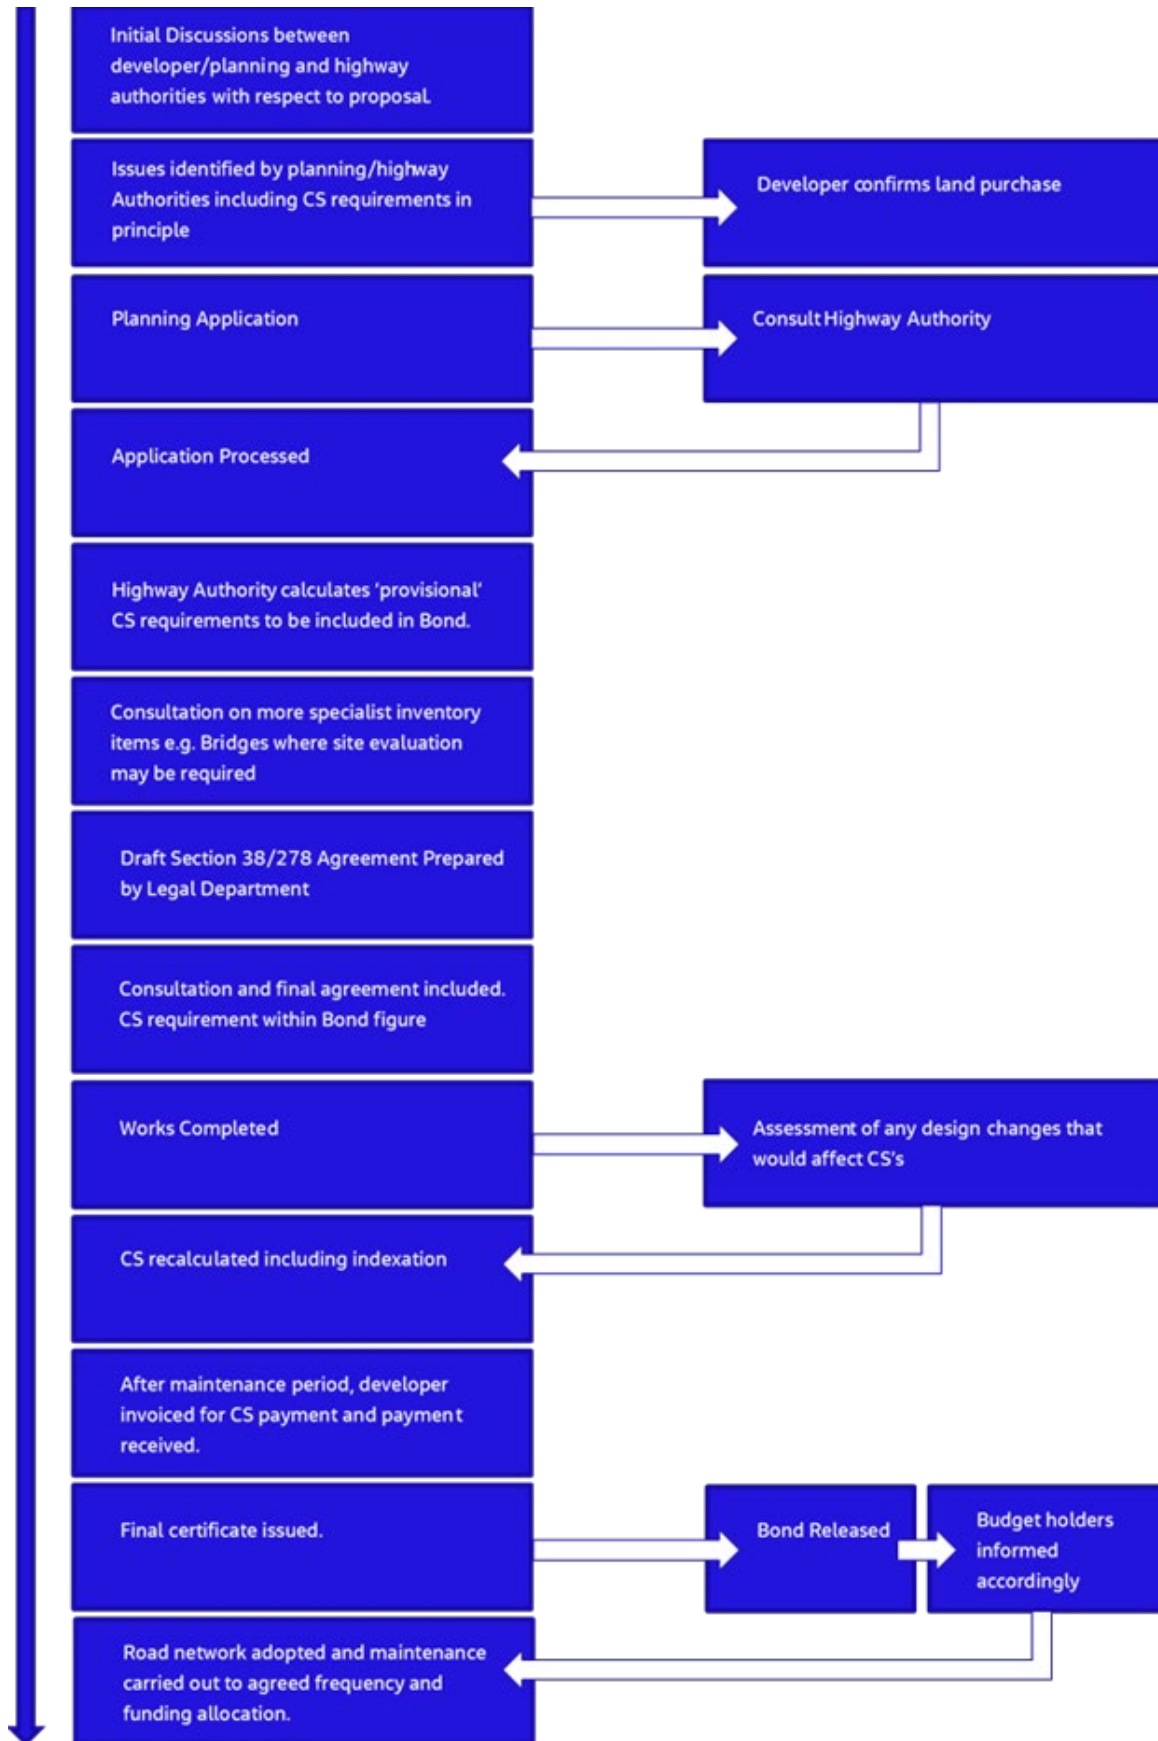 Initial Discussions between
developer/planning and highway
authorities with respect to proposal.
Issues identified by planning/highway
Authorities including CS requirements in
principle
Developer confirms land purchase
Planning Application
Consult Highway Authority
Application Processed
Highway Authority calculates ‘provisional’
CS requirements to be included in Bond.
Consultation on more specialist inventory
items e.g. Bridges where site evaluation
may be required
Draft Section 38/278 Agreement Prepared
by Legal Department
Consultation and final agreement included.
CS requirement within Bond figure
Works Completed
Assessment of any design changes that
would affect CS’s
CS recalculated including indexation
After maintenance period, developer
invoiced for CS payment and payment
received.
Final certificate issued.
Bond Released
Budget holders
informed
accordingly
Road network adopted and maintenance
carried out to agreed frequency and
funding allocation.